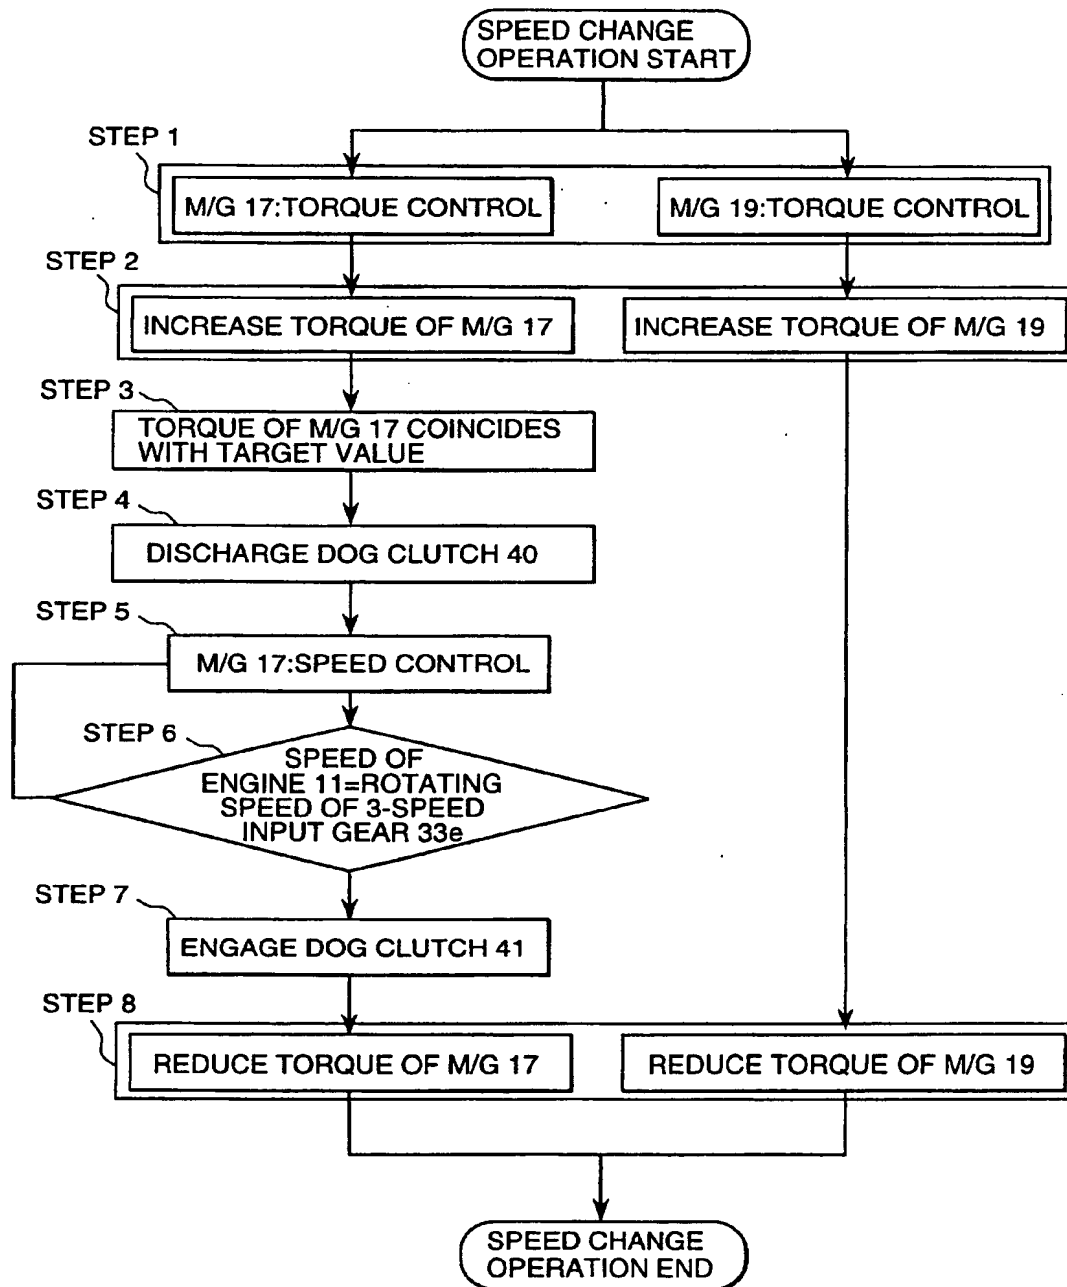 SPEED CHANGE
OPERATION START
STEP 1
M/G 17:TORQUE CONTROL
M/G 19:TORQUE CONTROL
STEP 2
INCREASE TORQUE OF M/G 17
INCREASE TORQUE OF M/G 19
STEP 3
TORQUE OF M/G 17 COINCIDES
WITH TARGET VALUE
STEP 4
DISCHARGE DOG CLUTCH 40
STEP 5
M/G 17:SPEED CONTROL
STEP 6
SPEED OF
ENGINE 11=ROTATING
SPEED OF 3-SPEED
INPUT GEAR 33e
STEP 7
ENGAGE DOG CLUTCH 41
STEP 8
REDUCE TORQUE OF M/G 17
REDUCE TORQUE OF M/G 19
SPEED CHANGE
OPERATION END